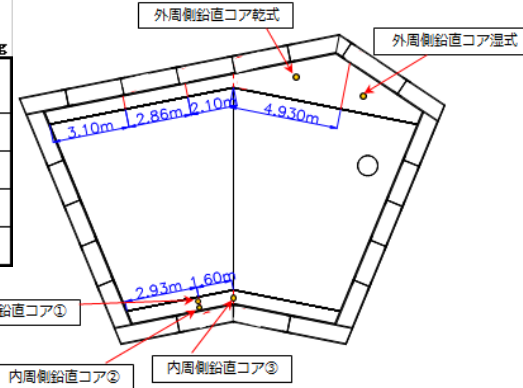 外周側鉛直コア乾式
外周側鉛直コア湿式
g
3.10m
2.86m
2.10m
4.930m
2.93m
1.60m
鉛直コア①
内周側鉛直コア②
内周側鉛直コア③